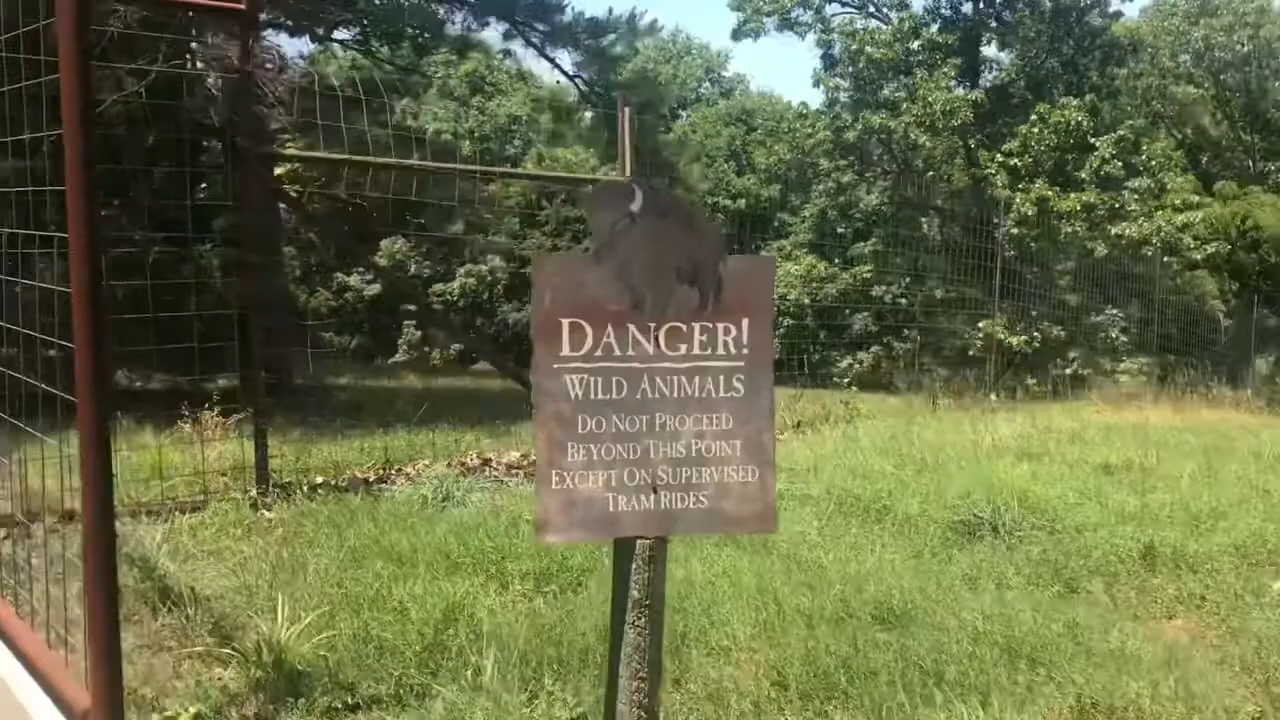 DANGER!
WILD ANIMALS
DO NOT PROCEED
BEYOND THIS POINT
EXCEPT ON SUPERVISED
TRAM RIDES